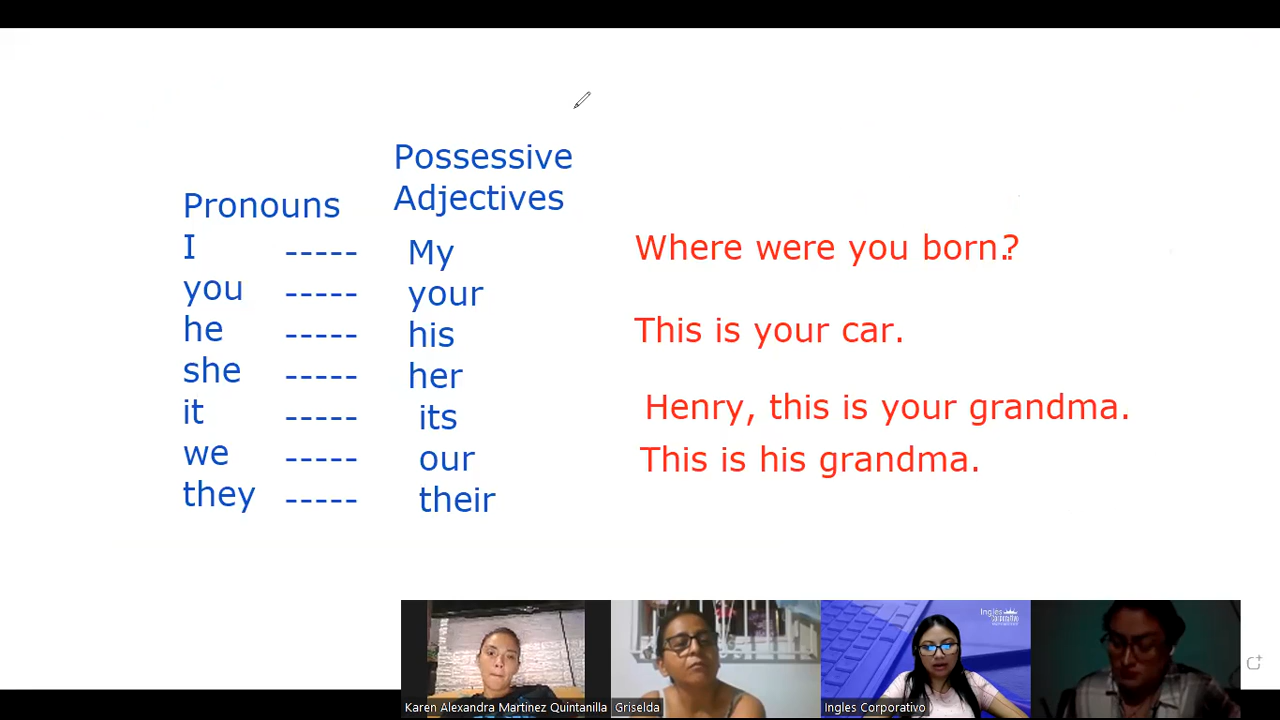 Possessive
Adjectives
Pronouns
I ----- My
you ----- your
he ----- his
she ----- her
it ----- its
we ----- our
they ----- their
Where were you born.?
This is your car.
Henry, this is your grandma.
This is his grandma.
Ingles
Corporativo
Karen Alexandra Martinez Quintanilla
Griselda
Ingles Corporativo